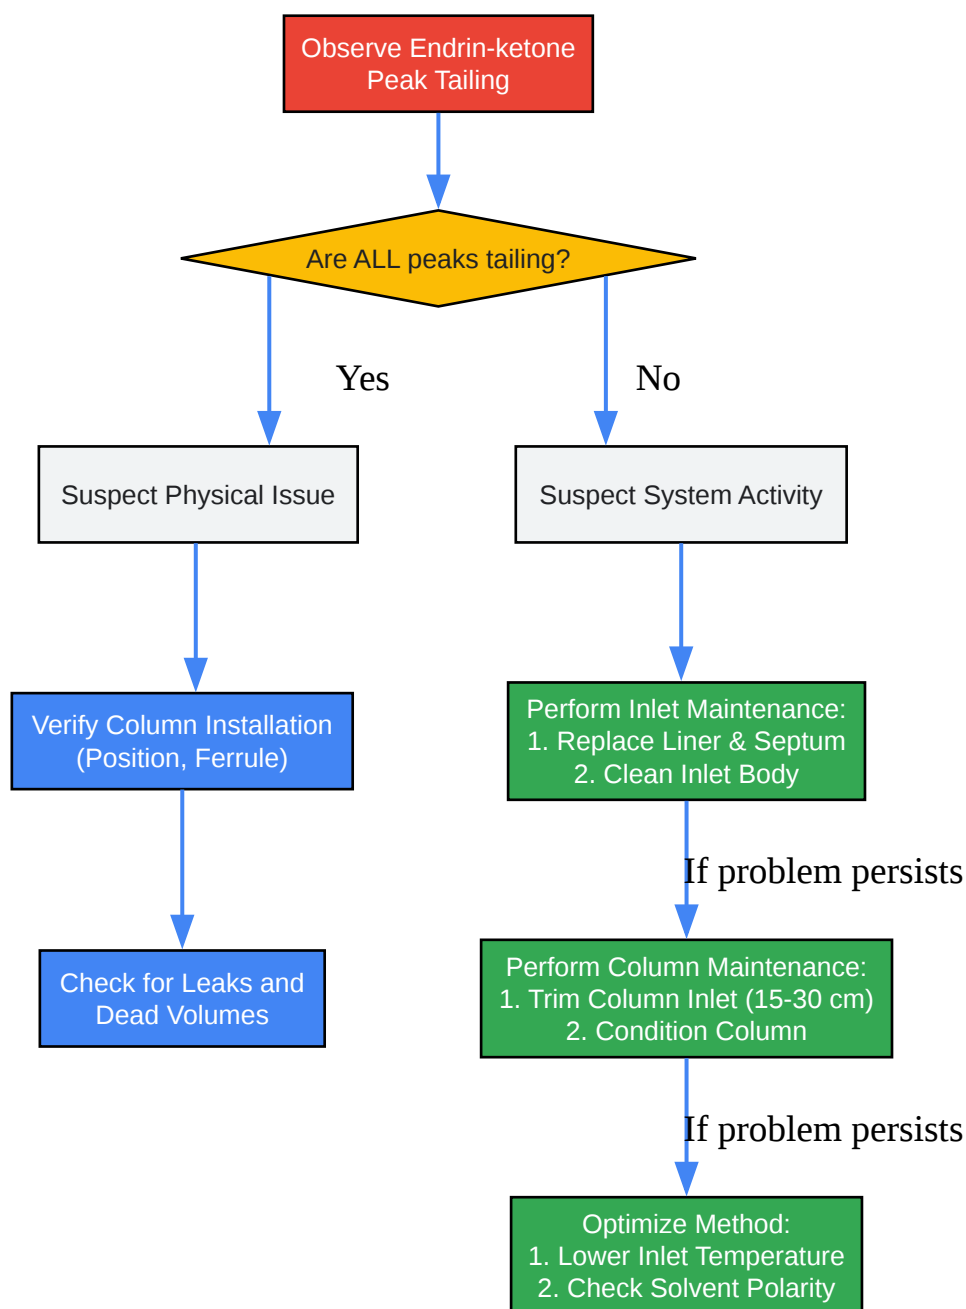 Observe Endrin-ketone
Peak Tailing
Are ALL peaks tailing?
Yes
No
Suspect Physical Issue
Suspect System Activity
Verify Column Installation
(Position, Ferrule)
Perform Inlet Maintenance:
1. Replace Liner & Septum
2. Clean Inlet Body
If problem persists
Check for Leaks and
Dead Volumes
Perform Column Maintenance:
1. Trim Column Inlet (15-30 cm)
2. Condition Column
If problem persists
Optimize Method:
1. Lower Inlet Temperature
2. Check Solvent Polarity